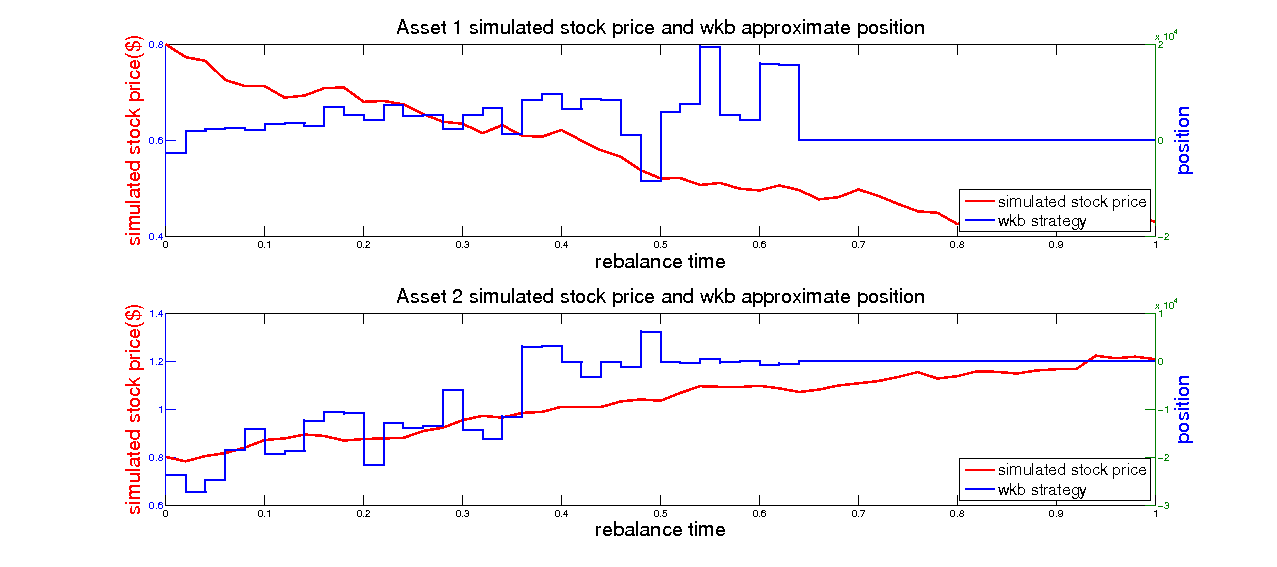 Asset 1 simulated stock price and wkb approximate position
x 10^4
simulated stock price($)
0.8
0.6
0.4
2
0
−2
position
simulated stock price
wkb strategy
0 0.1 0.2 0.3 0.4 0.5 0.6 0.7 0.8 0.9 1
rebalance time
Asset 2 simulated stock price and wkb approximate position
x 10^4
simulated stock price($)
1.4
1.2
1
0.8
0.6
1
0
−1
−2
−3
position
simulated stock price
wkb strategy
0 0.1 0.2 0.3 0.4 0.5 0.6 0.7 0.8 0.9 1
rebalance time